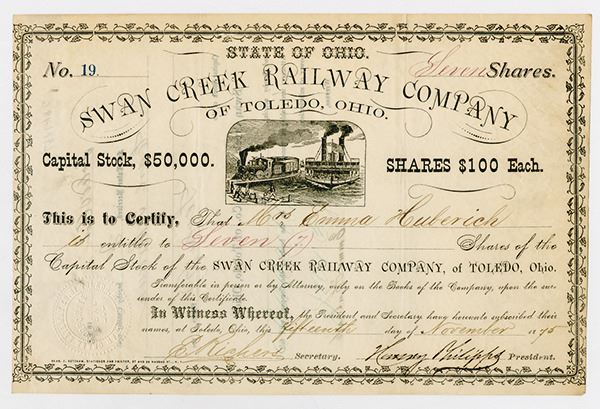 STATE OF OHIO.
No. 19.
Seven Shares.
SWAN CREEK RAILWAY COMPANY
OF TOLEDO, OHIO.
Capital Stock, $50,000.
SHARES $100 Each.
This is to Certify, That Mrs Emma Huberich
is entitled to Seven (7) Shares of the
Capital Stock of the SWAN CREEK RAILWAY COMPANY, of TOLEDO, Ohio.
Transferable in person or by Attorney, only on the Books of the Company, upon the sur-
render of this Certificate.
In Witness Whereof, the President and Secretary have hereunto subscribed their
names, at Toledo, Ohio, this fifteenth day of November 1875
Secretary. Henry Philipps President.